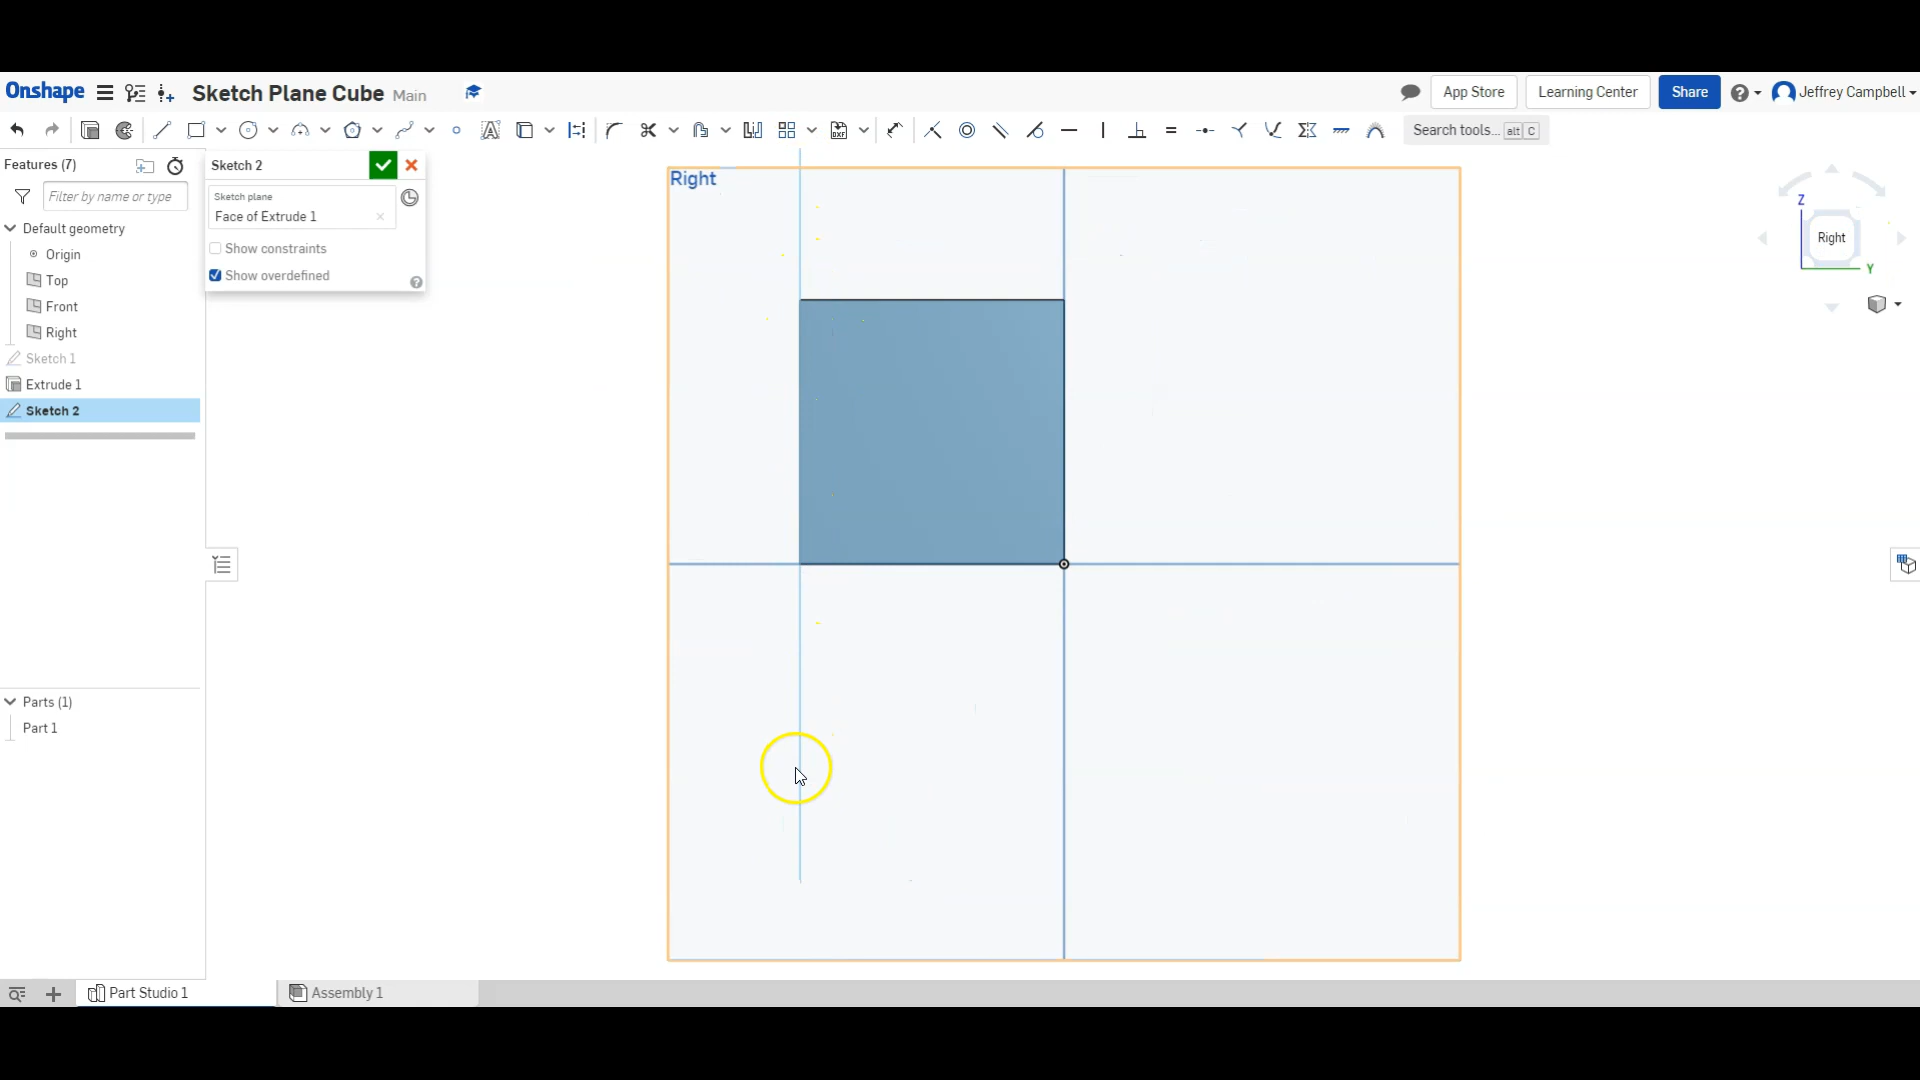 Onshape Sketch Plane Cube Main App Store Learning Center Share Jeffrey Campbell
Search tools... alt C
Features (7)
Filter by name or type
Default geometry
Origin
Top
Front
Right
Sketch 1
Extrude 1
Sketch 2
Parts (1)
Part 1
Sketch 2
Sketch plane
Face of Extrude 1
Show constraints
Show overdefined
Right
Z
Right
Y
Part Studio 1
Assembly 1